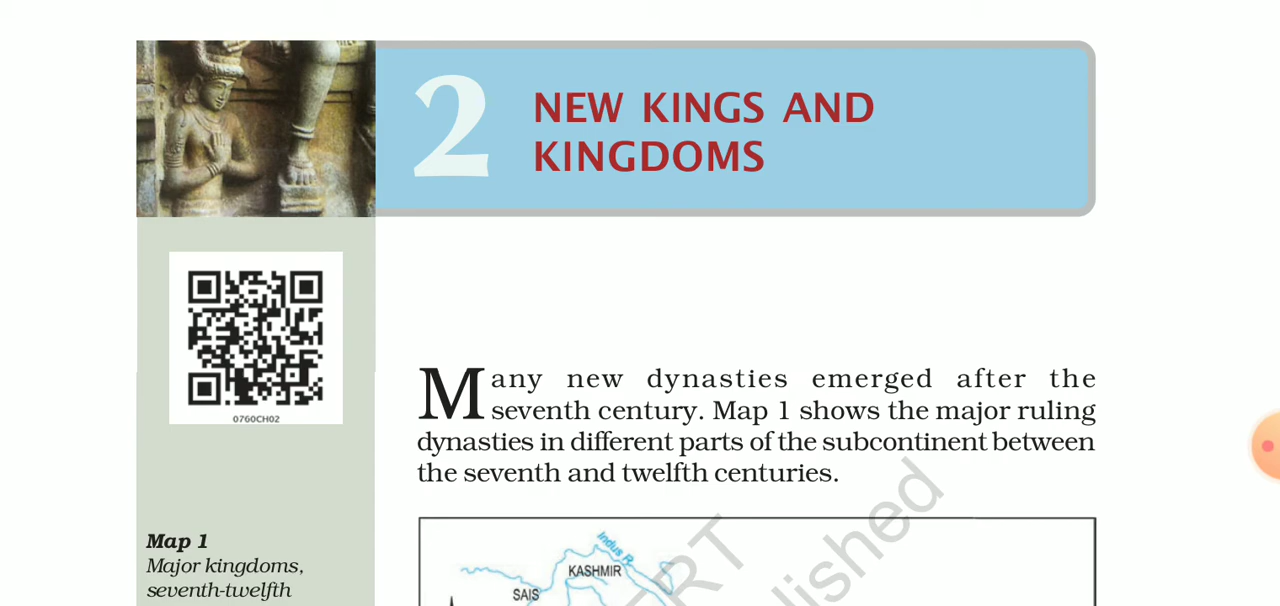 2
NEW KINGS AND
KINGDOMS
0760CH02
Many new dynasties emerged after the
seventh century. Map 1 shows the major ruling
dynasties in different parts of the subcontinent between
the seventh and twelfth centuries.
Map 1
Major kingdoms,
seventh-twelfth
Indus R.
KASHMIR
SAIS